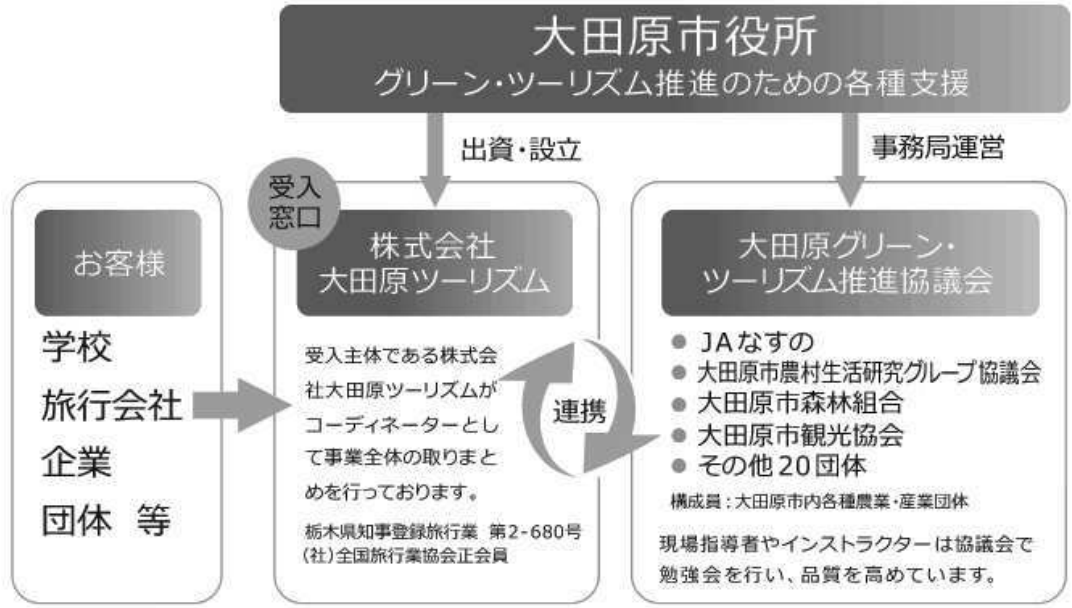 大田原市役所
グリーン・ツーリズム推進のための各種支援
出資・設立
事務局運営
お客様
学校
旅行会社
企業
団体 等
受入
窓口
株式会社
大田原ツーリズム
受入主体である株式会
社大田原ツーリズムが
コーディネーターとし
て事業全体の取りまと
めを行っております。
栃木県知事登録旅行業 第2-680号
(社)全国旅行業協会正会員
連携
大田原グリーン・
ツーリズム推進協議会
● JAなすの
● 大田原市農村生活研究グループ協議会
● 大田原市森林組合
● 大田原市観光協会
● その他20団体
構成員:大田原市内各種農業・産業団体
現場指導者やインストラクターは協議会で
勉強会を行い、品質を高めています。